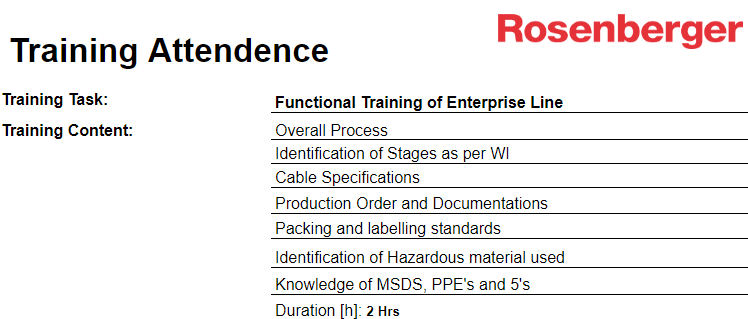 Rosenberger
Training Attendence
Training Task: Functional Training of Enterprise Line
Training Content: Overall Process
Identification of Stages as per WI
Cable Specifications
Production Order and Documentations
Packing and labelling standards
Identification of Hazardous material used
Knowledge of MSDS, PPE's and 5's
Duration [h]: 2 Hrs